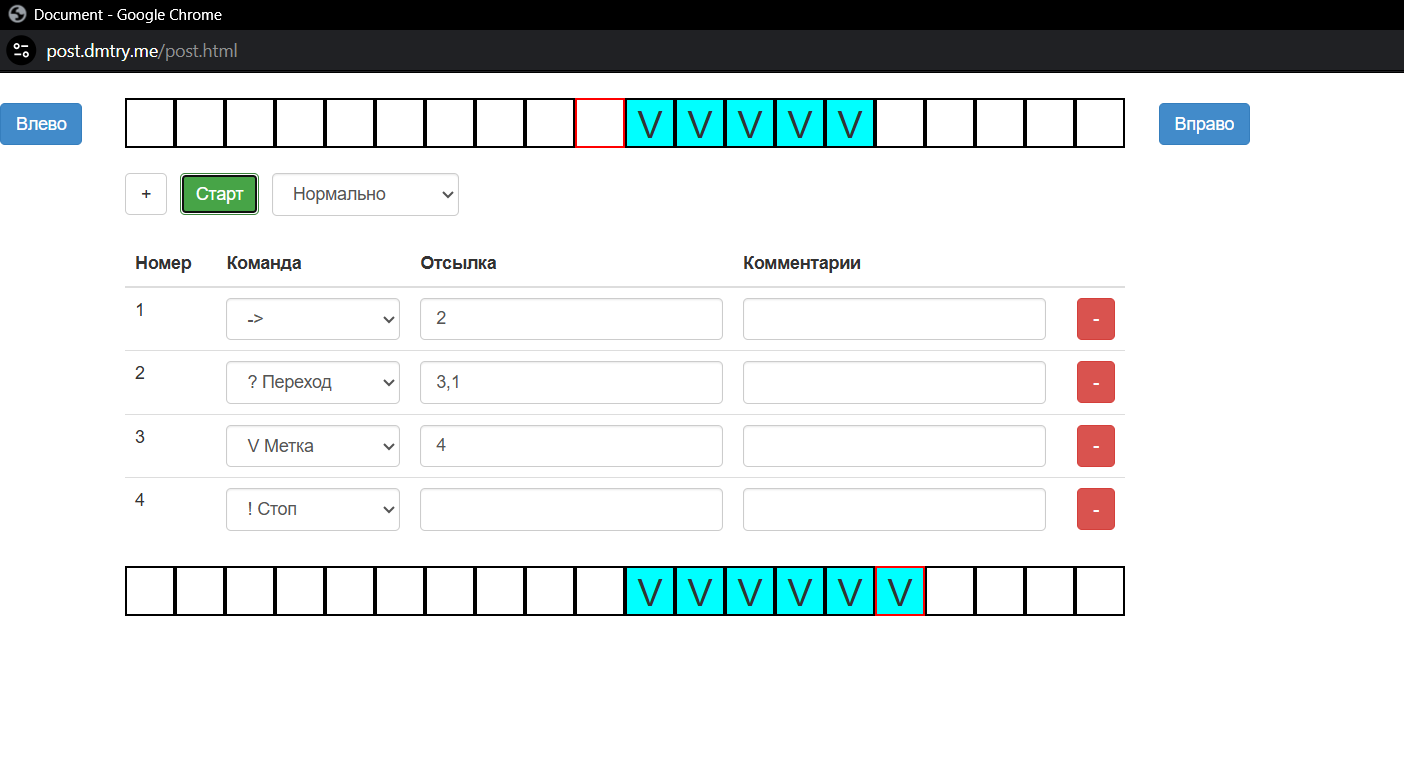 Document - Google Chrome
post.dmtry.me/post.html
Влево V V V V V Вправо
+ Старт Нормально
Номер Команда Отсылка Комментарии
1 -> 2 -
2 ? Переход 3,1 -
3 V Метка 4 -
4 ! Стоп -
V V V V V V